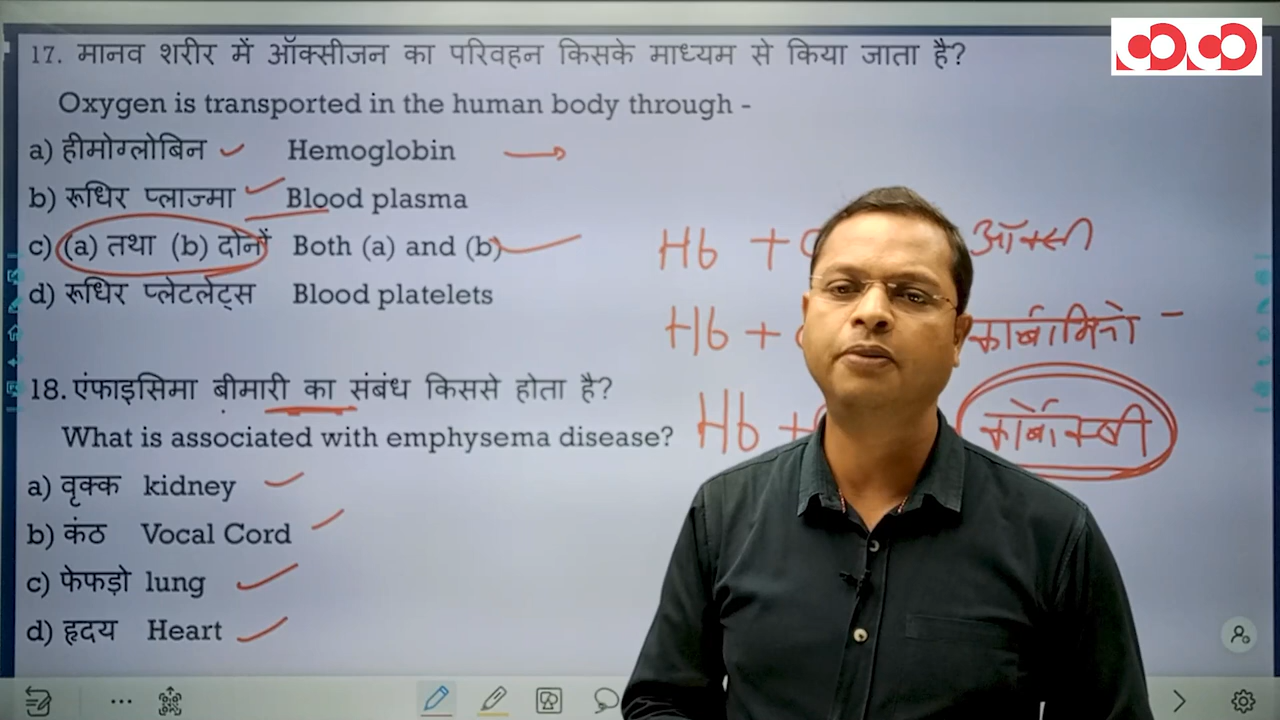 17. मानव शरीर में ऑक्सीजन का परिवहन किसके माध्यम से किया जाता है?
Oxygen is transported in the human body through -
a) हीमोग्लोबिन Hemoglobin
b) रूधिर प्लाज्मा Blood plasma
c) (a) तथा (b) दोनों Both (a) and (b)
d) रूधिर प्लेटलेट्स Blood platelets
Hb + ऑक्सी
Hb + कार्बामिनो -
Hb +
18. एंफाइसिमा बीमारी का संबंध किससे होता है?
What is associated with emphysema disease?
a) वृक्क kidney
b) कंठ Vocal Cord
c) फेफड़ो lung
d) हृदय Heart